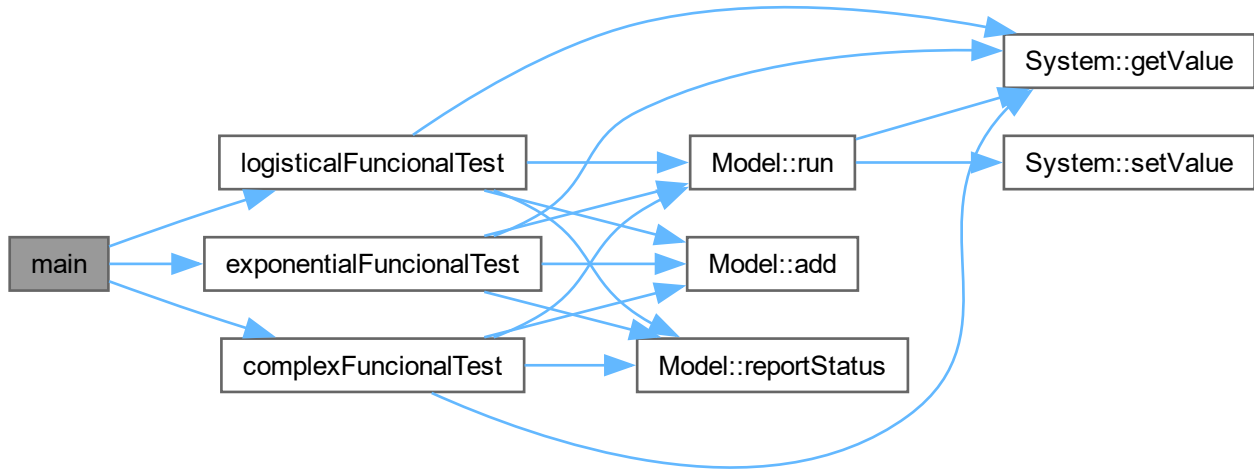 main
logisticalFuncionalTest
exponentialFuncionalTest
complexFuncionalTest
Model::run
Model::add
Model::reportStatus
System::getValue
System::setValue